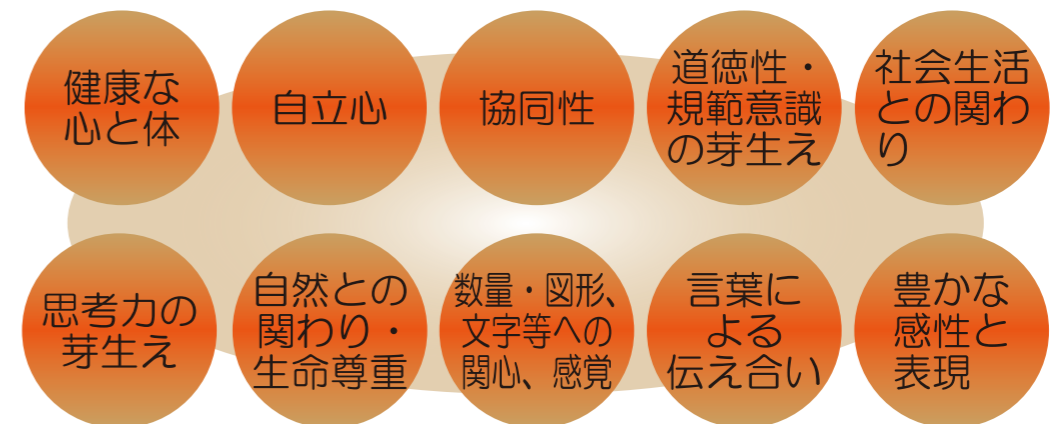 健康な
心と体
自立心
協同性
道徳性・
規範意識
の芽生え
社会生活
との関わ
り
思考力の
芽生え
自然との
関わり・
生命尊重
数量・図形、
文字等への
関心、感覚
言葉に
よる
伝え合い
豊かな
感性と
表現